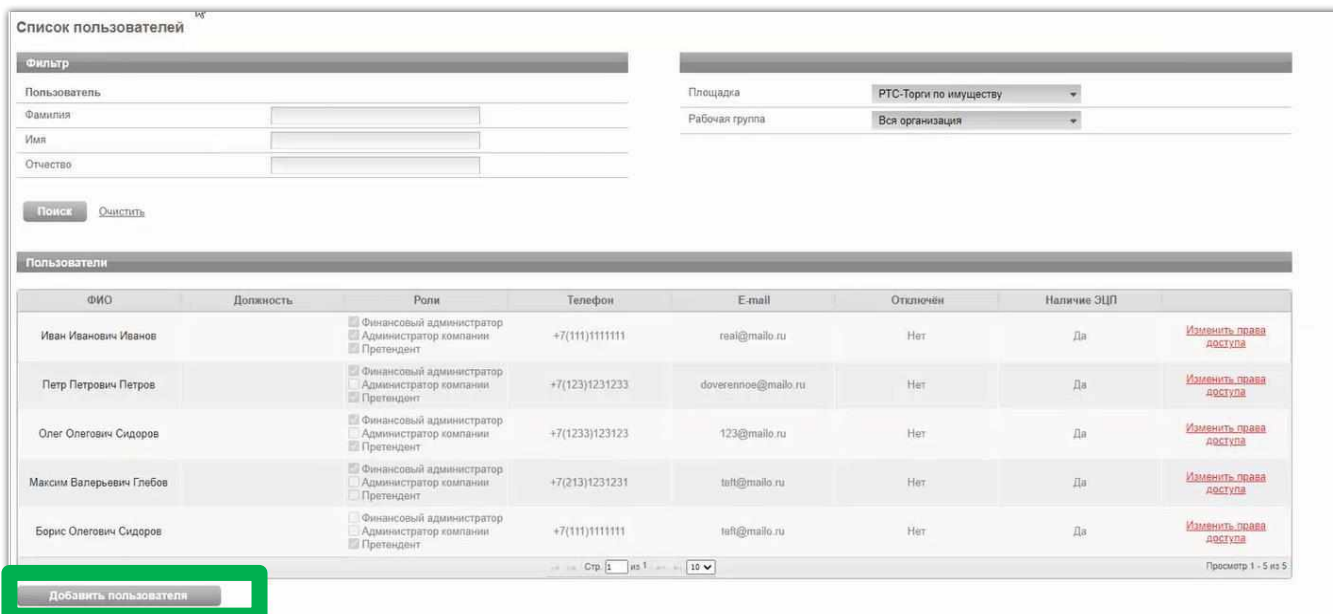 Список пользователей
Фильтр
Пользователь
Фамилия
Имя
Отчество
Площадка РТС-Торги по имуществу
Рабочая группа Вся организация
Поиск Очистить
Пользователи
ФИО Должность Роли Телефон E-mail Отключён Наличие ЭЦП
Финансовый администратор
Иван Иванович Иванов Администратор компании +7(111)1111111 real@mailo.ru Нет Да Изменить права доступа
Претендент
Финансовый администратор
Петр Петрович Петров Администратор компании +7(123)1231233 doverennoe@mailo.ru Нет Да Изменить права доступа
Претендент
Финансовый администратор
Олег Олегович Сидоров Администратор компании +7(1233)123123 123@mailo.ru Нет Да Изменить права доступа
Претендент
Финансовый администратор
Максим Валерьевич Глебов Администратор компании +7(213)1231231 teft@mailo.ru Нет Да Изменить права доступа
Претендент
Финансовый администратор
Борис Олегович Сидоров Администратор компании +7(111)1111111 teft@mailo.ru Нет Да Изменить права доступа
Претендент
Стр. 1 из 1 10 Просмотр 1 - 5 из 5
Добавить пользователя